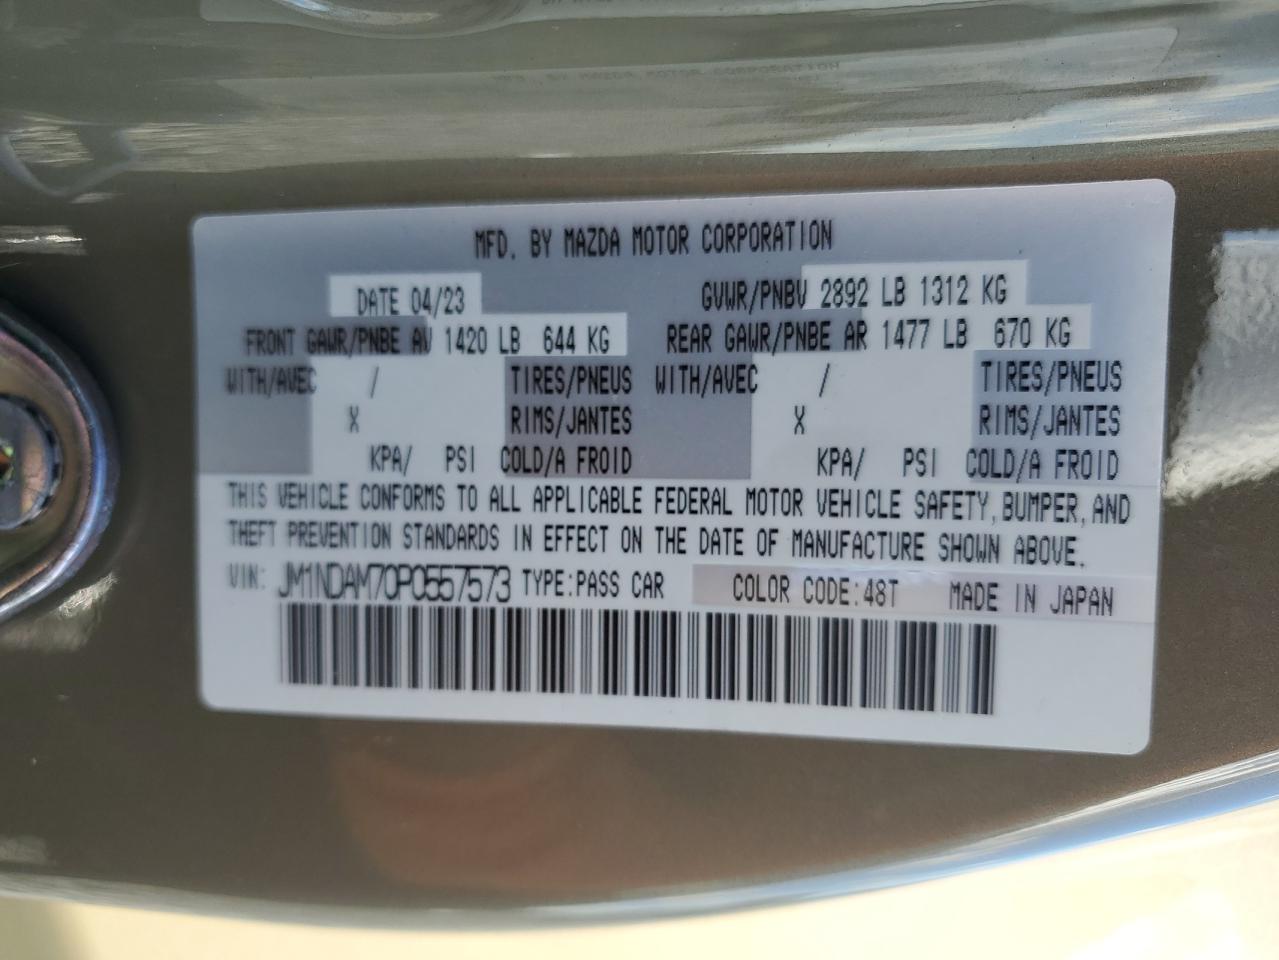 MFD. BY MAZDA MOTOR CORPORATION
DATE 04/23 GVWR/PNBV 2892 LB 1312 KG
FRONT GAWR/PNBE AV 1420 LB 644 KG REAR GAWR/PNBE AR 1477 LB 670 KG
WITH/AVEC / TIRES/PNEUS WITH/AVEC / TIRES/PNEUS
X RIMS/JANTES X RIMS/JANTES
KPA/ PSI COLD/A FROID KPA/ PSI COLD/A FROID
THIS VEHICLE CONFORMS TO ALL APPLICABLE FEDERAL MOTOR VEHICLE SAFETY, BUMPER, AND
THEFT PREVENTION STANDARDS IN EFFECT ON THE DATE OF MANUFACTURE SHOWN ABOVE.
VIN: JM1NDAM70P0557573 TYPE:PASS CAR COLOR CODE:48T MADE IN JAPAN